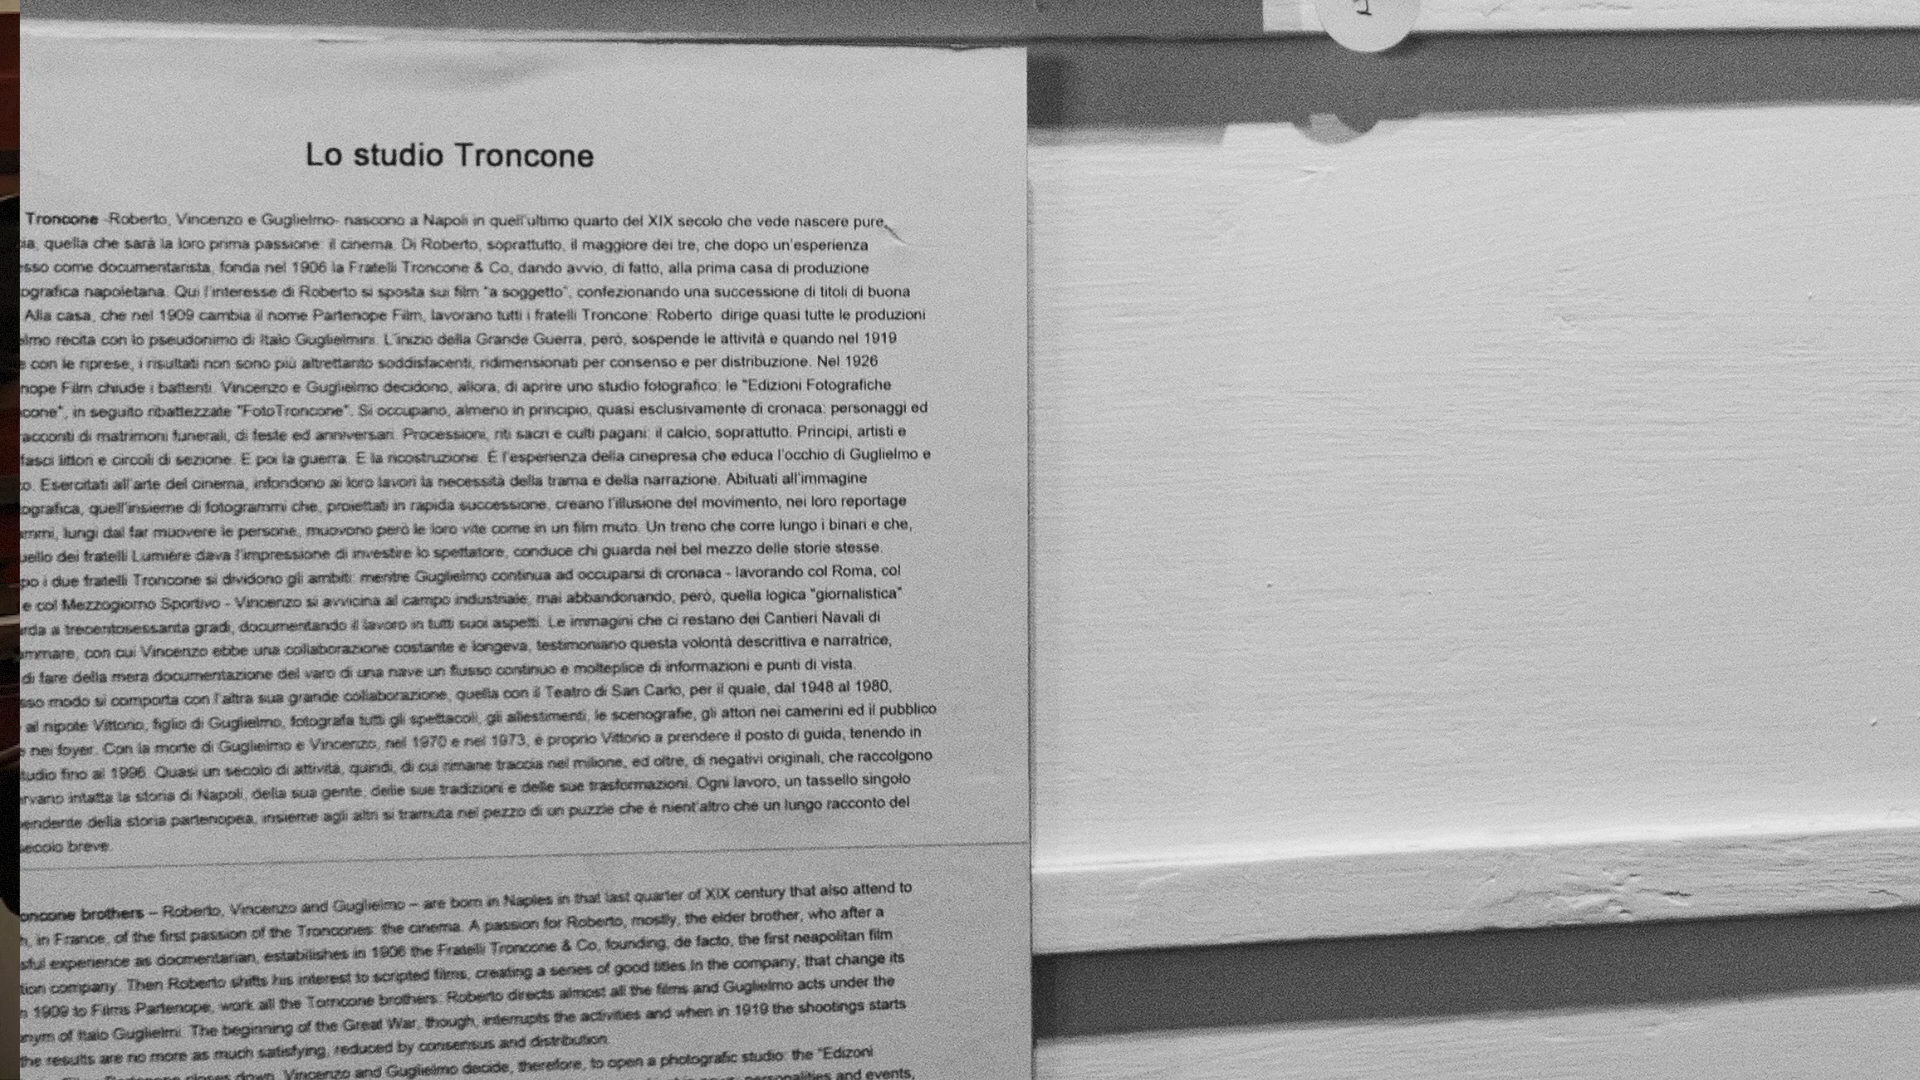 Lo studio Troncone
Troncone -Roberto, Vincenzo e Guglielmo- nascono a Napoli in quell'ultimo quarto del XIX secolo che vede nascere pure,
quella che sarà la loro prima passione: il cinema. Di Roberto, soprattutto, il maggiore dei tre, che dopo un'esperienza
come documentarista, fonda nel 1906 la Fratelli Troncone & Co, dando avvio, di fatto, alla prima casa di produzione
napoletana. Qui l'interesse di Roberto si sposta sui film "a soggetto", confezionando una successione di titoli di buona
Alla casa, che nel 1909 cambia il nome Partenope Film, lavorano tutti i fratelli Troncone: Roberto dirige quasi tutte le produzioni
recita con lo pseudonimo di Italo Guglielmini. L'inizio della Grande Guerra, però, sospende le attività e quando nel 1919
con le riprese, i risultati non sono più altrettanto soddisfacenti, ridimensionati per consenso e per distribuzione. Nel 1926
nope Film chiude i battenti. Vincenzo e Guglielmo decidono, allora, di aprire uno studio fotografico: le "Edizioni Fotografiche
cone", in seguito ribattezzate "FotoTroncone". Si occupano, almeno in principio, quasi esclusivamente di cronaca: personaggi ed
acconti di matrimoni funerali, di feste ed anniversari. Processioni, riti sacri e culti pagani: il calcio, soprattutto. Principi, artisti e
fasci littori e circoli di sezione. E poi la guerra. E la ricostruzione. É l'esperienza della cinepresa che educa l'occhio di Guglielmo e
o. Esercitati all'arte del cinema, infondono ai loro lavori la necessità della trama e della narrazione. Abituati all'immagine
ografica, quell'insieme di fotogrammi che, proiettati in rapida successione, creano l'illusione del movimento, nei loro reportage
mmi, lungi dal far muovere le persone, muovono però le loro vite come in un film muto. Un treno che corre lungo i binari e che,
uello dei fratelli Lumière dava l'impressione di investire lo spettatore, conduce chi guarda nel bel mezzo delle storie stesse.
po i due fratelli Troncone si dividono gli ambiti: mentre Guglielmo continua ad occuparsi di cronaca - lavorando col Roma, col
e col Mezzogiorno Sportivo - Vincenzo si avvicina al campo industriale, mai abbandonando, però, quella logica "giornalistica"
rda a trecentosessanta gradi, documentando il lavoro in tutti suoi aspetti. Le immagini che ci restano dei Cantieri Navali di
ammare, con cui Vincenzo ebbe una collaborazione costante e longeva, testimoniano questa volontà descrittiva e narratrice,
di fare della mera documentazione del varo di una nave un flusso continuo e molteplice di informazioni e punti di vista.
sso modo si comporta con l'altra sua grande collaborazione, quella con il Teatro di San Carlo, per il quale, dal 1948 al 1980,
al nipote Vittorio, figlio di Guglielmo, fotografa tutti gli spettacoli, gli allestimenti, le scenografie, gli attori nei camerini ed il pubblico
nei foyer. Con la morte di Guglielmo e Vincenzo, nel 1970 e nel 1973, è proprio Vittorio a prendere il posto di guida, tenendo in
tudio fino al 1996. Quasi un secolo di attività, quindi, di cui rimane traccia nel milione, ed oltre, di negativi originali, che raccolgono
rvano intatta la storia di Napoli, della sua gente, delle sue tradizioni e delle sue trasformazioni. Ogni lavoro, un tassello singolo
pendente della storia partenopea, insieme agli altri si tramuta nel pezzo di un puzzle che é nient'altro che un lungo racconto del
secolo breve.
oncone brothers – Roberto, Vincenzo and Guglielmo – are born in Naples in that last quarter of XIX century that also attend to
in France, of the first passion of the Troncones: the cinema. A passion for Roberto, mostly, the elder brother, who after a
sful experience as docmentarian, estabilishes in 1906 the Fratelli Troncone & Co, founding, de facto, the first neapolitan film
tion company. Then Roberto shifts his interest to scripted films, creating a series of good titles.In the company, that change its
1909 to Films Partenope, work all the Torncone brothers: Roberto directs almost all the films and Guglielmo acts under the
nym of Italo Guglielmi. The beginning of the Great War, though, interrupts the activities and when in 1919 the shootings starts
the results are no more as much satisfying, reduced by consensus and distribution.
down. Vincenzo and Guglielmo decide, therefore, to open a photografic studio: the "Edizoni
personalities and events,